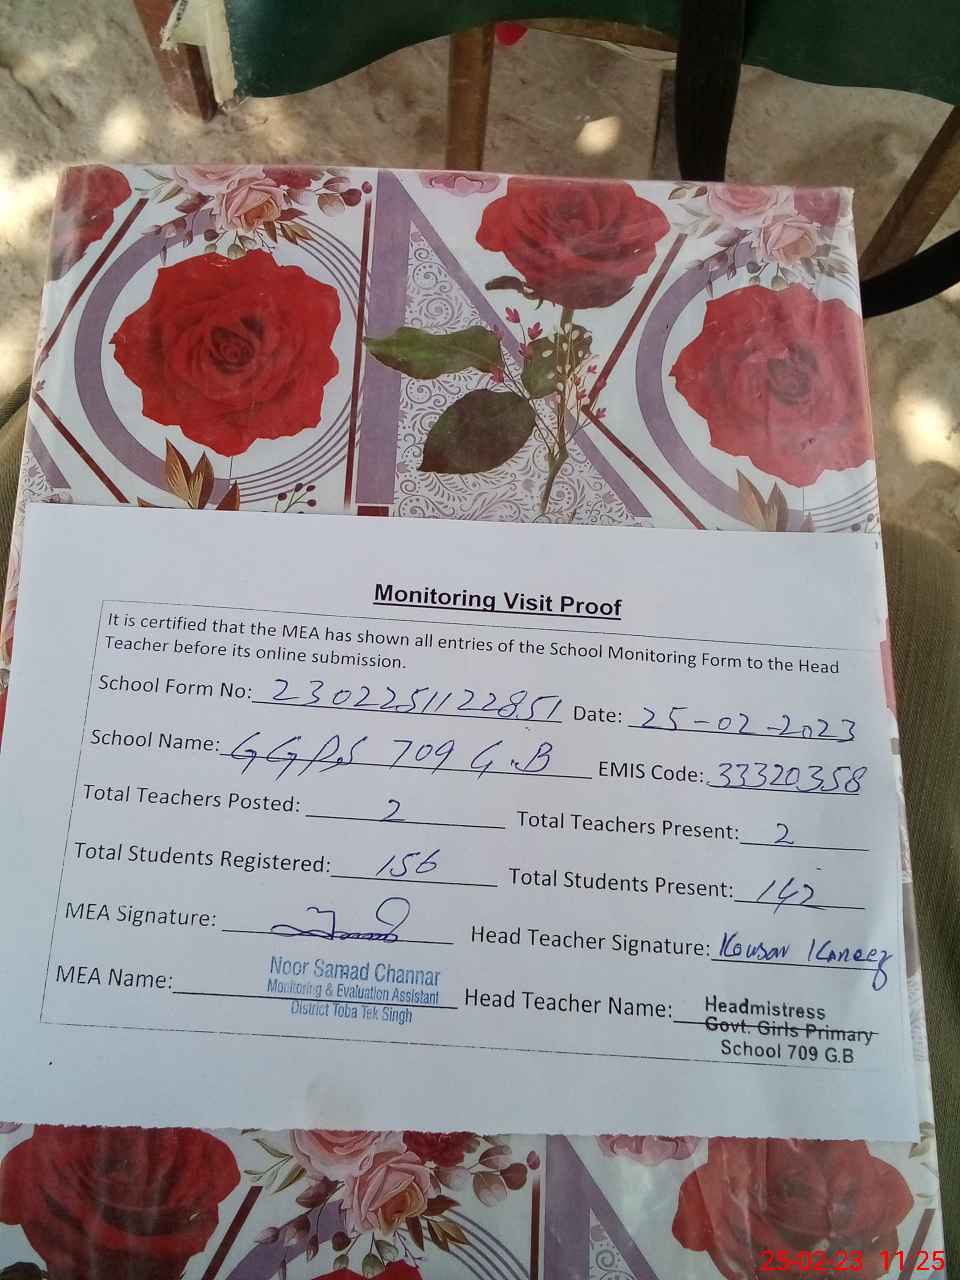 Monitoring Visit Proof
It is certified that the MEA has shown all entries of the School Monitoring Form to the Head
Teacher before its online submission.
School Form No: 2302251122851 Date: 25-02-2023
School Name: GGPS 709 G.B EMIS Code: 33320358
Total Teachers Posted: 2 Total Teachers Present: 2
Total Students Registered: 156 Total Students Present: 142
MEA Signature: Head Teacher Signature: Kousar Kaneez
MEA Name: Noor Samad Channar
Monitoring & Evaluation Assistant
District Toba Tek Singh
Head Teacher Name: Headmistress
Govt. Girls Primary
School 709 G.B
25-02-23 11 25